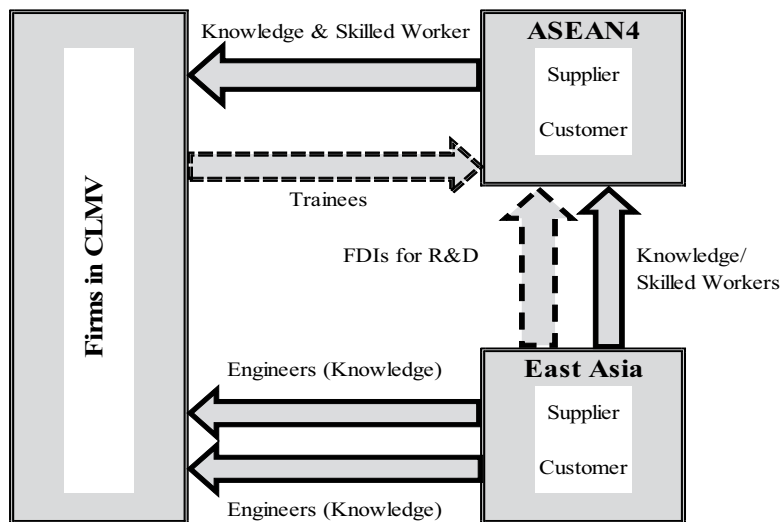 Knowledge & Skilled Worker
ASEAN4
Supplier
Customer
Trainees
Firms in CLMV
FDIs for R&D
Knowledge/
Skilled Workers
Engineers (Knowledge)
East Asia
Supplier
Customer
Engineers (Knowledge)